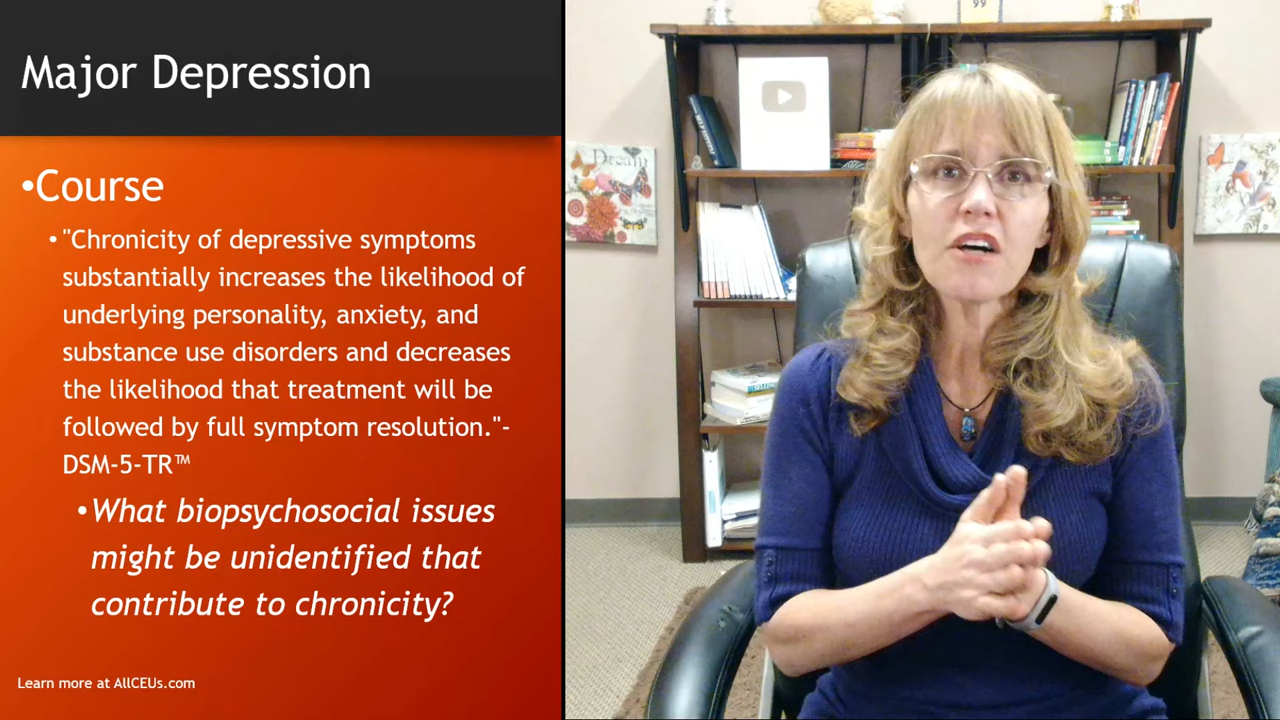 Major Depression
•Course
•"Chronicity of depressive symptoms
substantially increases the likelihood of
underlying personality, anxiety, and
substance use disorders and decreases
the likelihood that treatment will be
followed by full symptom resolution."-
DSM-5-TR™
•What biopsychosocial issues
might be unidentified that
contribute to chronicity?
Learn more at AllCEUs.com
99
Dream